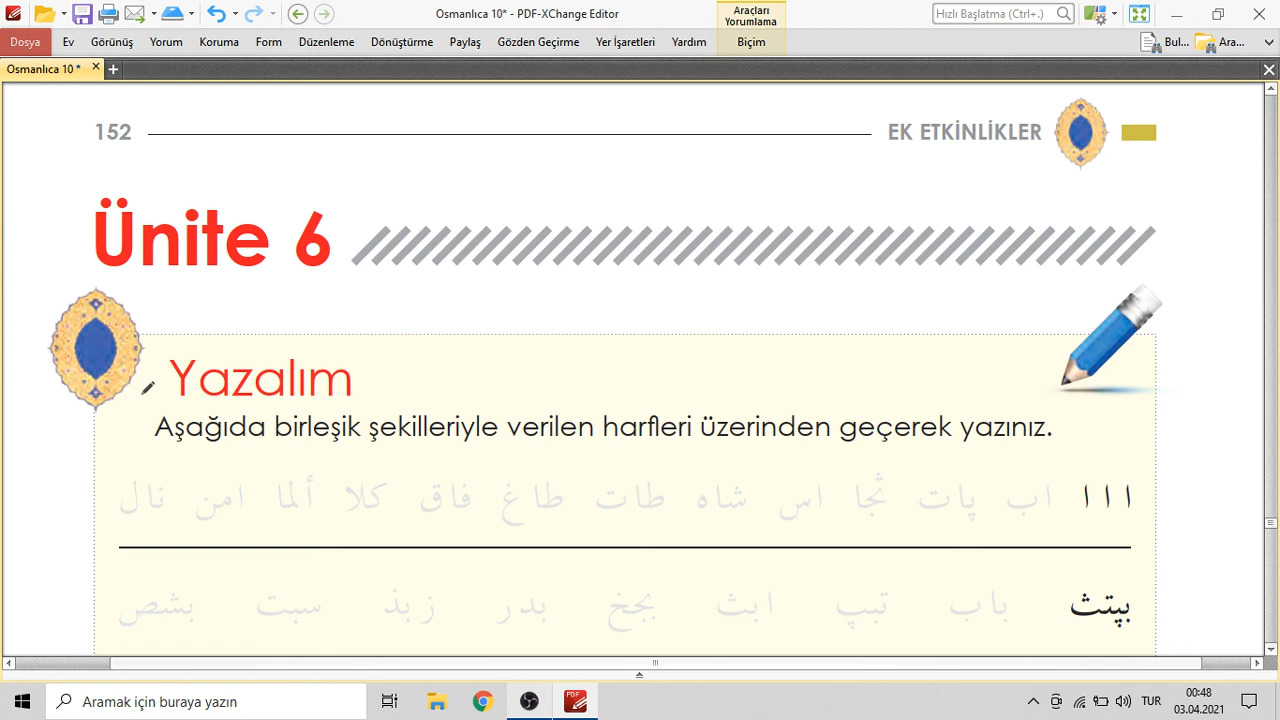 Osmanlıca 10* - PDF-XChange Editor
Araçları
Yorumlama
Hızlı Başlatma (Ctrl+.)
Dosya Ev Görünüş Yorum Koruma Form Düzenleme Dönüştürme Paylaş Gözden Geçirme Yer İşaretleri Yardım Biçim Bul... Ara...
Osmanlıca 10 *
152 EK ETKİNLİKLER
Ünite 6
Yazalım
Aşağıda birleşik şekilleriyle verilen harfleri üzerinden geçerek yazınız.
ا ا ا اب پات اس شاه طات طاغ فاق كلا ألما امن نال
بپتث باب تبپ ابث بجخ بدر زبذ سبت بشص
Aramak için buraya yazın
PDF
TUR
00:48
03.04.2021